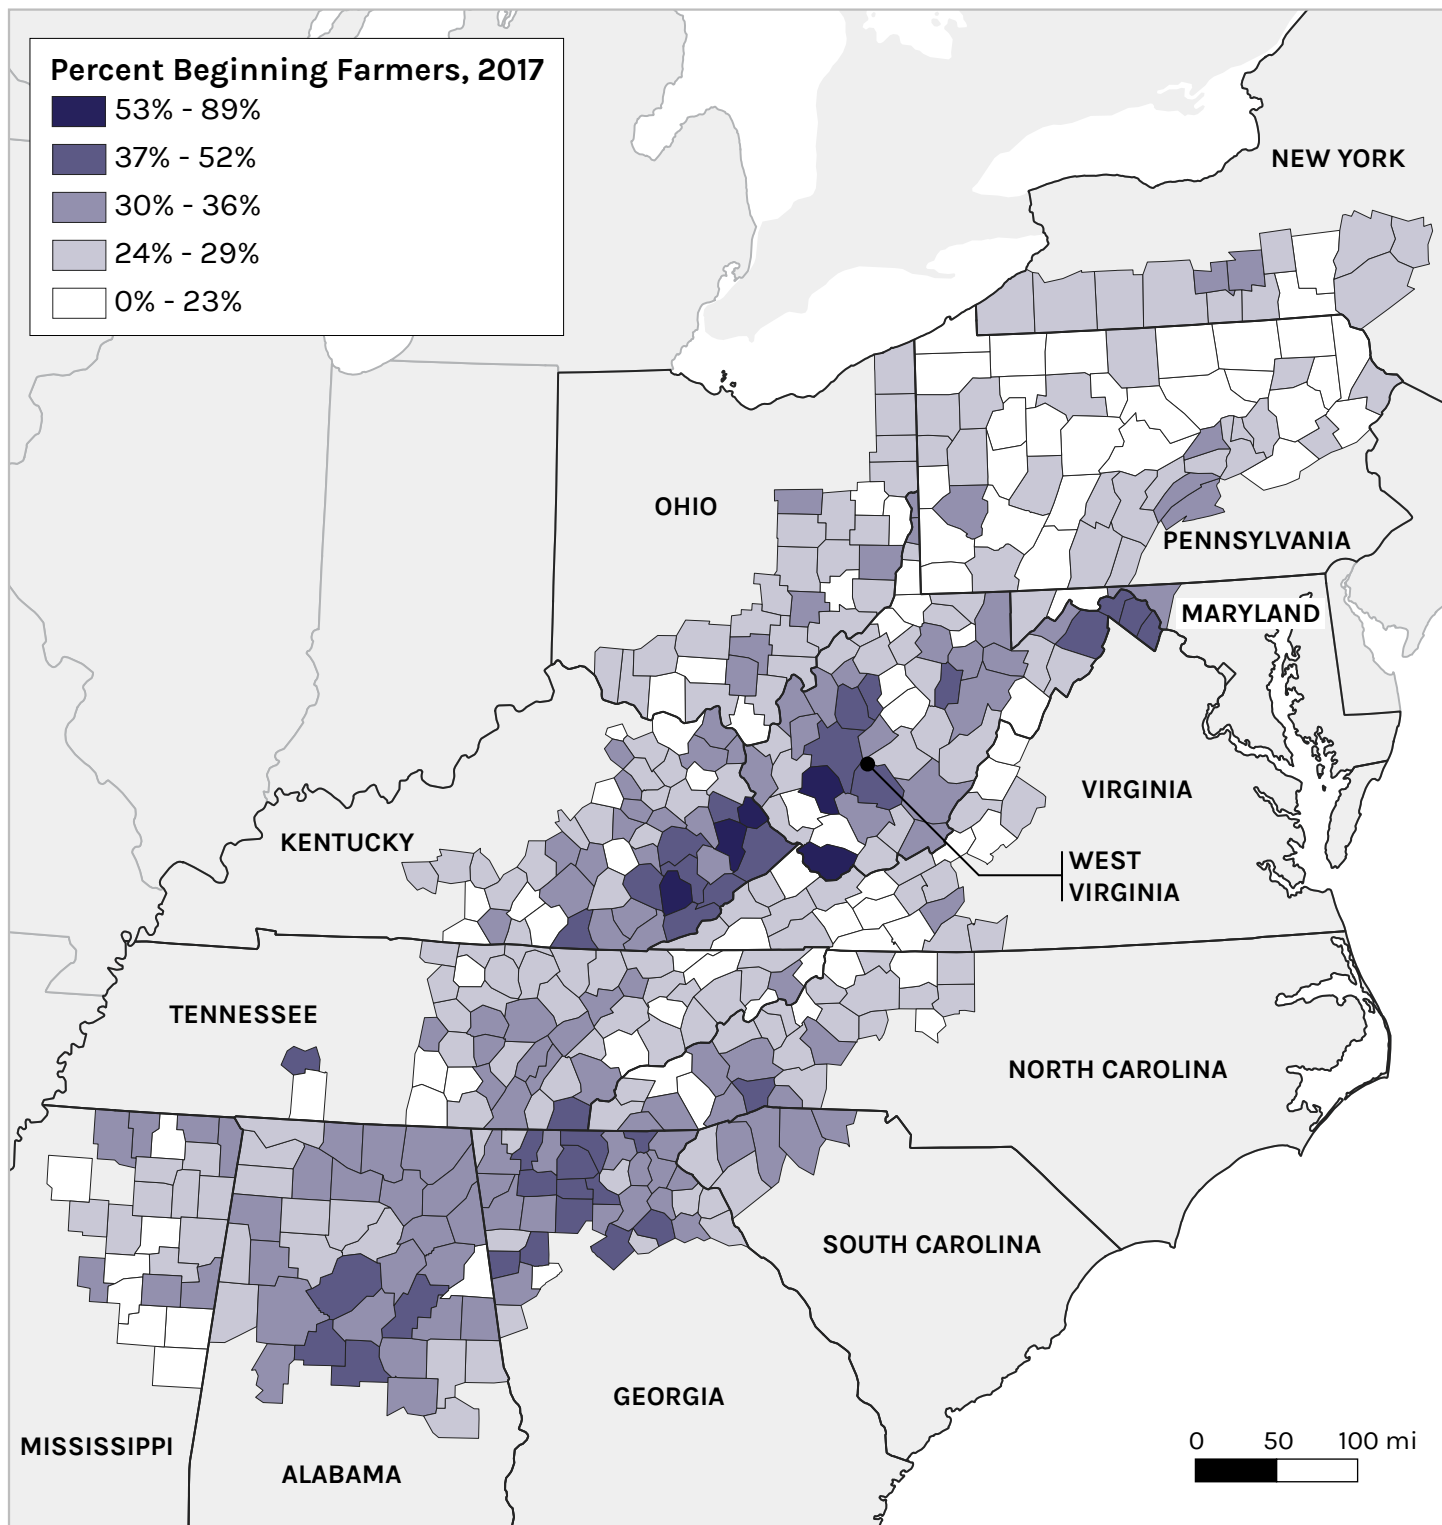 Percent Beginning Farmers, 2017
53% - 89%
37% - 52%
30% - 36%
24% - 29%
0% - 23%
NEW YORK
OHIO
PENNSYLVANIA
MARYLAND
VIRGINIA
KENTUCKY
WEST
VIRGINIA
TENNESSEE
NORTH CAROLINA
SOUTH CAROLINA
GEORGIA
MISSISSIPPI
ALABAMA
0 50 100 mi